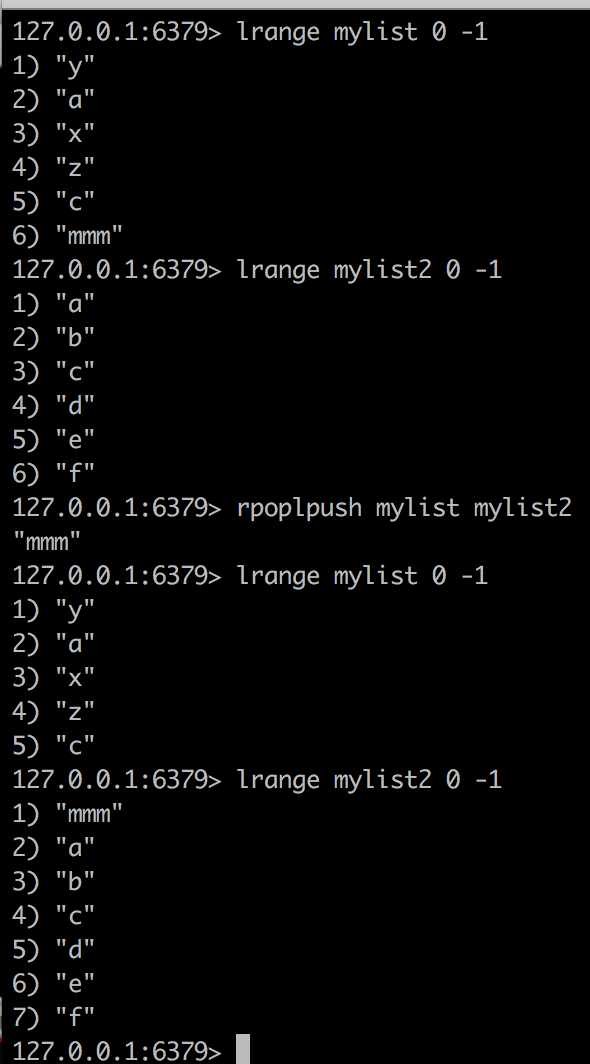 127.0.0.1:6379> lrange mylist 0 -1
1) "y"
2) "a"
3) "x"
4) "z"
5) "c"
6) "mmm"
127.0.0.1:6379> lrange mylist2 0 -1
1) "a"
2) "b"
3) "c"
4) "d"
5) "e"
6) "f"
127.0.0.1:6379> rpoplpush mylist mylist2
"mmm"
127.0.0.1:6379> lrange mylist 0 -1
1) "y"
2) "a"
3) "x"
4) "z"
5) "c"
127.0.0.1:6379> lrange mylist2 0 -1
1) "mmm"
2) "a"
3) "b"
4) "c"
5) "d"
6) "e"
7) "f"
127.0.0.1:6379>